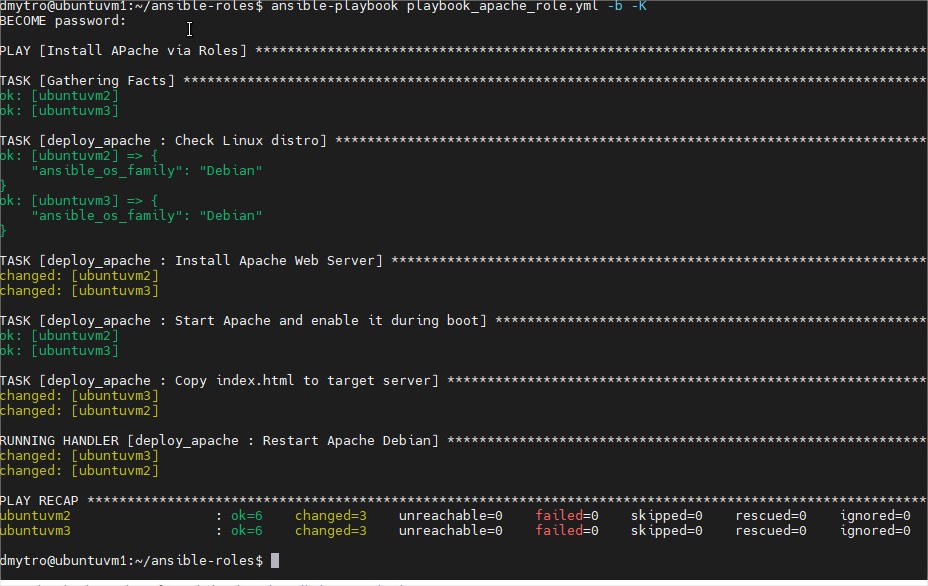 dmytro@ubuntuvm1:~/ansible-roles$ ansible-playbook playbook_apache_role.yml -b -K
BECOME password:
PLAY [Install APache via Roles] ************************************************************************************
TASK [Gathering Facts] *********************************************************************************************
ok: [ubuntuvm2]
ok: [ubuntuvm3]
TASK [deploy_apache : Check Linux distro] **************************************************************************
ok: [ubuntuvm2] => {
    "ansible_os_family": "Debian"
}
ok: [ubuntuvm3] => {
    "ansible_os_family": "Debian"
}
TASK [deploy_apache : Install Apache Web Server] *******************************************************************
changed: [ubuntuvm2]
changed: [ubuntuvm3]
TASK [deploy_apache : Start Apache and enable it during boot] ******************************************************
ok: [ubuntuvm2]
ok: [ubuntuvm3]
TASK [deploy_apache : Copy index.html to target server] ************************************************************
changed: [ubuntuvm3]
changed: [ubuntuvm2]
RUNNING HANDLER [deploy_apache : Restart Apache Debian] ************************************************************
changed: [ubuntuvm3]
changed: [ubuntuvm2]
PLAY RECAP *********************************************************************************************************
ubuntuvm2                  : ok=6    changed=3    unreachable=0    failed=0    skipped=0    rescued=0    ignored=0
ubuntuvm3                  : ok=6    changed=3    unreachable=0    failed=0    skipped=0    rescued=0    ignored=0
dmytro@ubuntuvm1:~/ansible-roles$